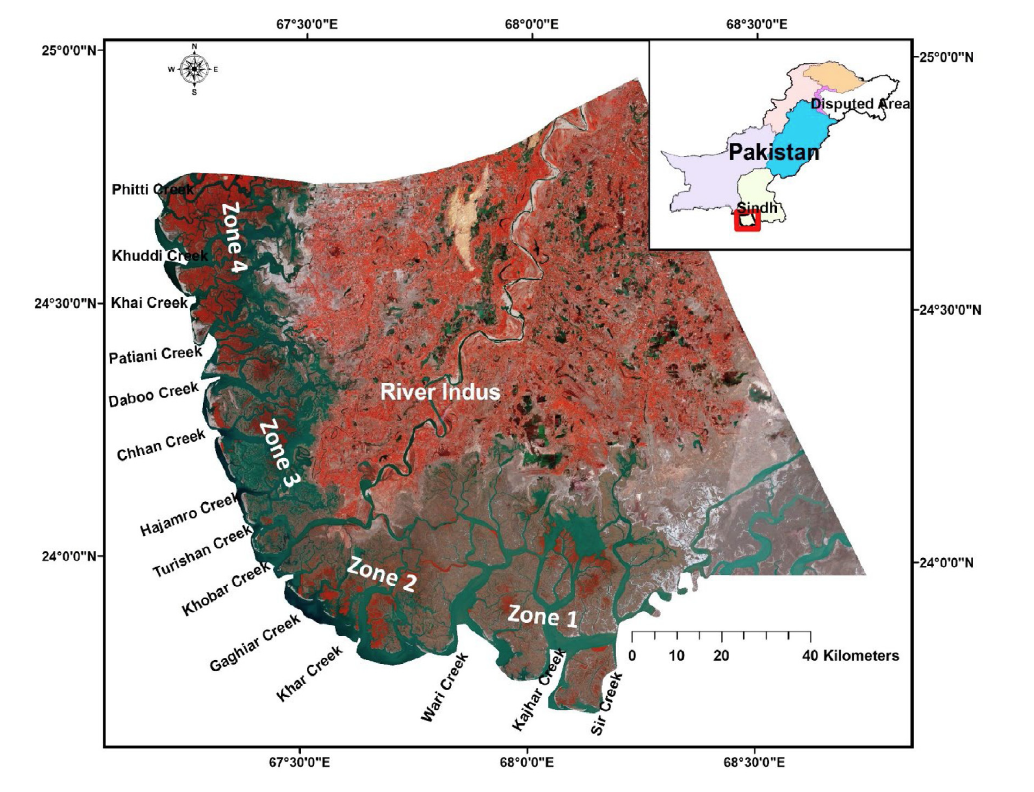 67°30'0"E
68°0'0"E
68°30'0"E
25°0'0"N
25°0'0"N
N
W
E
S
Disputed Area
Pakistan
Sindh
Phitti Creek
Zone 4
Khuddi Creek
Khai Creek
24°30'0"N
24°30'0"N
Patiani Creek
Daboo Creek
River Indus
Chhan Creek
Zone 3
Hajamro Creek
Turishan Creek
24°0'0"N
24°0'0"N
Khobar Creek
Zone 2
Zone 1
Gaghiar Creek
Khar Creek
Wari Creek
Kajhar Creek
Sir Creek
0 10 20 40 Kilometers
67°30'0"E
68°0'0"E
68°30'0"E